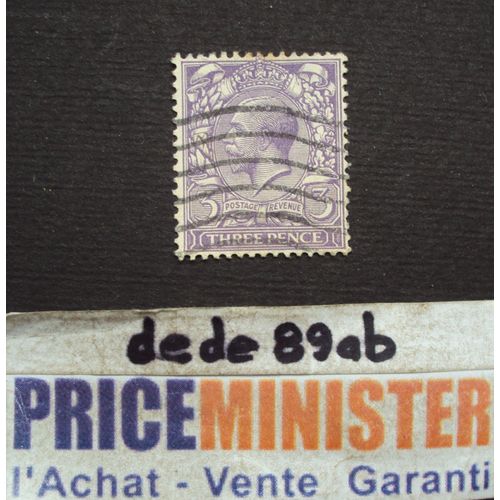 3 3
POSTAGE REVENUE
THREE PENCE
dede 89ab
PRICEMINISTER
l'Achat - Vente Garanti